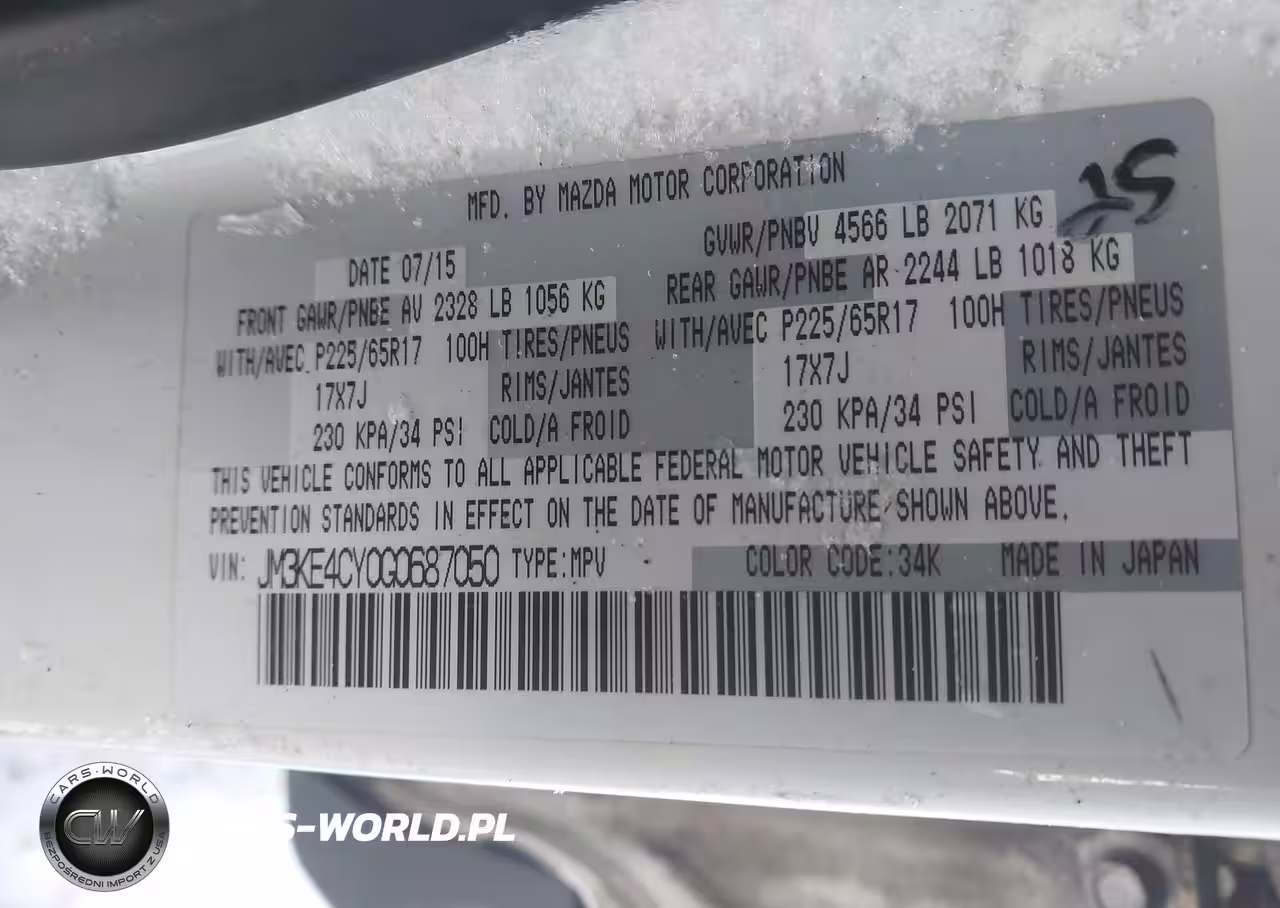 MFD. BY MAZDA MOTOR CORPORATION
DATE 07/15 GVWR/PNBV 4566 LB 2071 KG
FRONT GAWR/PNBE AV 2328 LB 1056 KG REAR GAWR/PNBE AR 2244 LB 1018 KG
WITH/AVEC P225/65R17 100H TIRES/PNEUS WITH/AVEC P225/65R17 100H TIRES/PNEUS
17X7J RIMS/JANTES 17X7J RIMS/JANTES
230 KPA/34 PSI COLD/A FROID 230 KPA/34 PSI COLD/A FROID
THIS VEHICLE CONFORMS TO ALL APPLICABLE FEDERAL MOTOR VEHICLE SAFETY AND THEFT
PREVENTION STANDARDS IN EFFECT ON THE DATE OF MANUFACTURE SHOWN ABOVE.
VIN: JM3KE4CY0G0687050 TYPE:MPV COLOR CODE:34K MADE IN JAPAN
CARS-WORLD
CW
BEZPOŚREDNI IMPORT Z USA
S-WORLD.PL